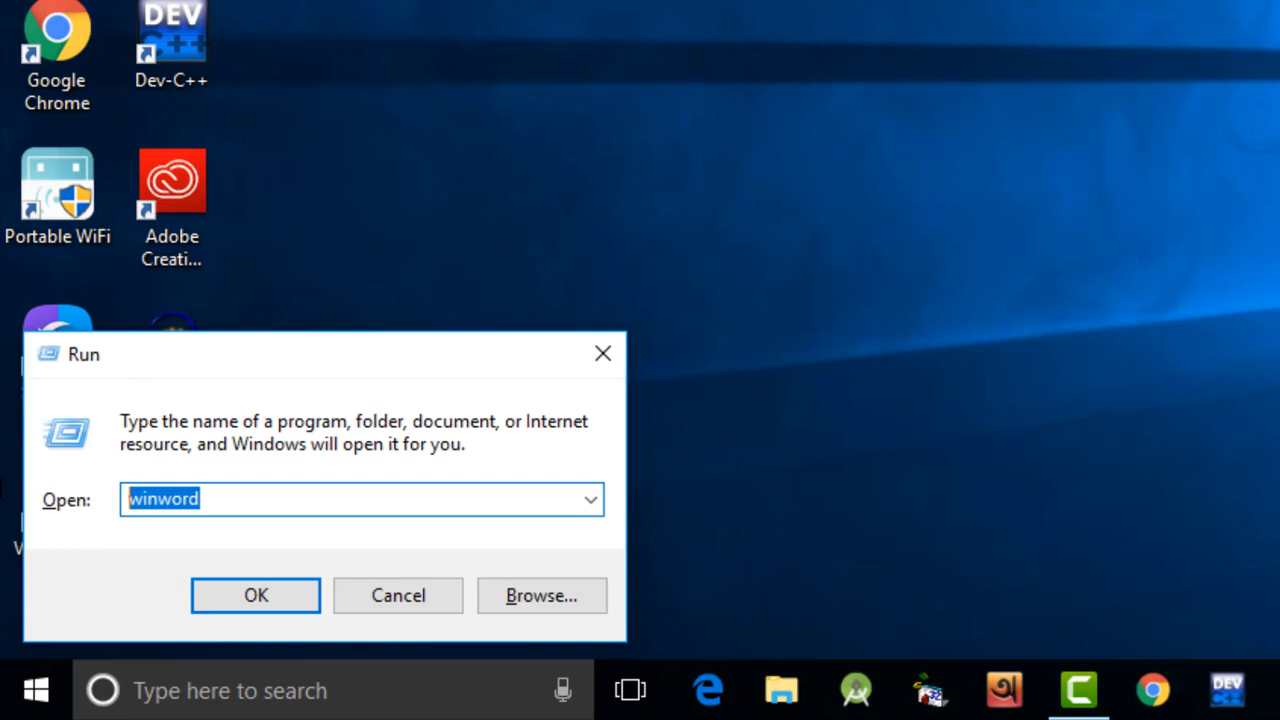 DEV
C++
Google
Chrome
Dev-C++
Portable WiFi
Adobe
Creati...
Run
Type the name of a program, folder, document, or Internet
resource, and Windows will open it for you.
Open:
winword
OK
Cancel
Browse...
Type here to search
অ
DEV